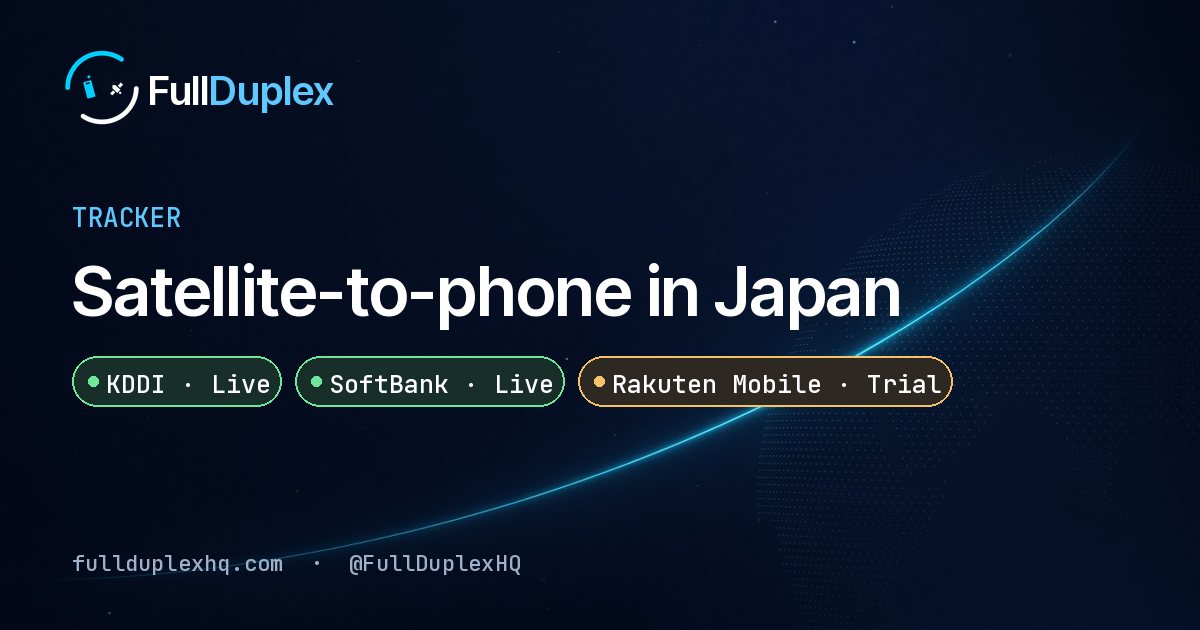 FullDuplex
TRACKER
Satellite-to-phone in Japan
KDDI · Live SoftBank · Live Rakuten Mobile · Trial
fullduplexhq.com · @FullDuplexHQ